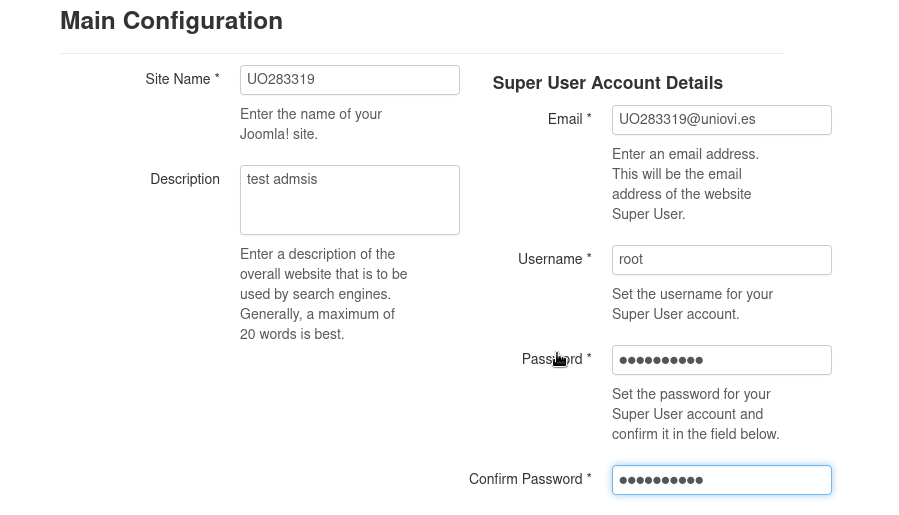 Main Configuration
Site Name *
UO283319
Enter the name of your
Joomla! site.
Description
test admsis
Enter a description of the
overall website that is to be
used by search engines.
Generally, a maximum of
20 words is best.
Super User Account Details
Email *
UO283319@uniovi.es
Enter an email address.
This will be the email
address of the website
Super User.
Username *
root
Set the username for your
Super User account.
Password *
●●●●●●●●●●
Set the password for your
Super User account and
confirm it in the field below.
Confirm Password *
●●●●●●●●●●